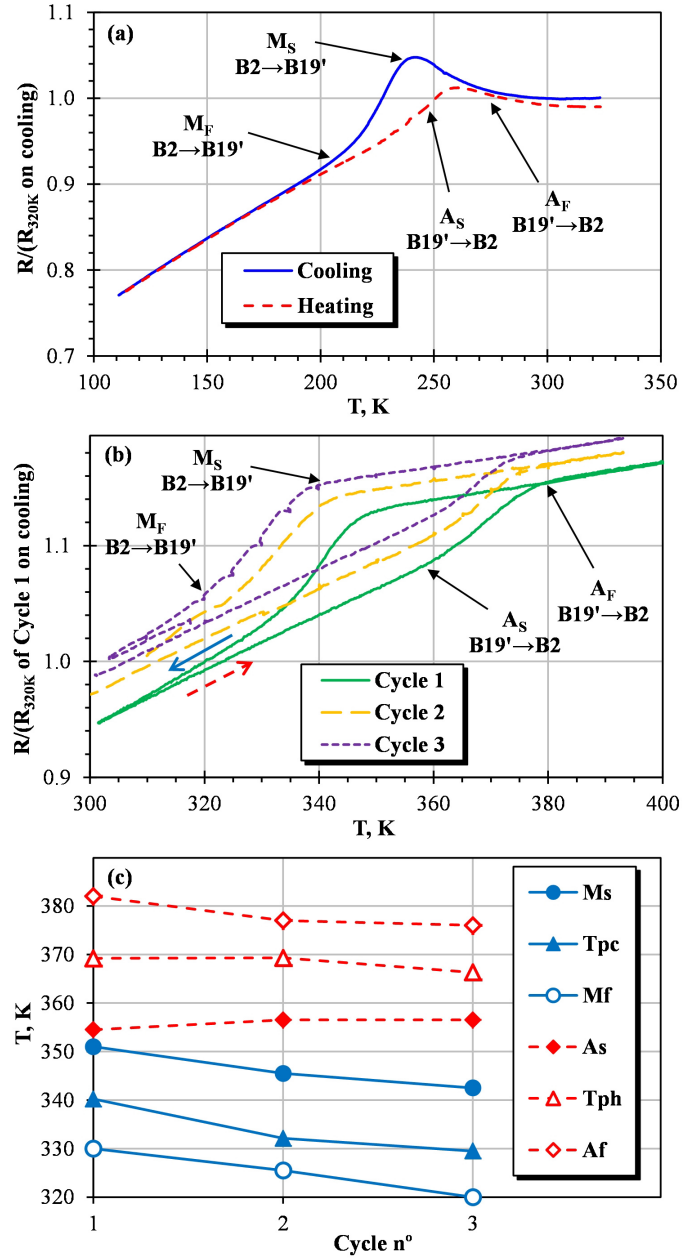 (a)
1.1
1.0
0.9
0.8
0.7
R/(R320K on cooling)
MS
B2→B19'
MF
B2→B19'
AS
B19'→B2
AF
B19'→B2
Cooling
Heating
100 150 200 250 300 350
T, K
(b)
1.1
1.0
0.9
R/(R320K of Cycle 1 on cooling)
MS
B2→B19'
MF
B2→B19'
AF
B19'→B2
AS
B19'→B2
Cycle 1
Cycle 2
Cycle 3
300 320 340 360 380 400
T, K
(c)
380
370
360
350
340
330
320
T, K
Ms
Tpc
Mf
As
Tph
Af
1 2 3
Cycle nº